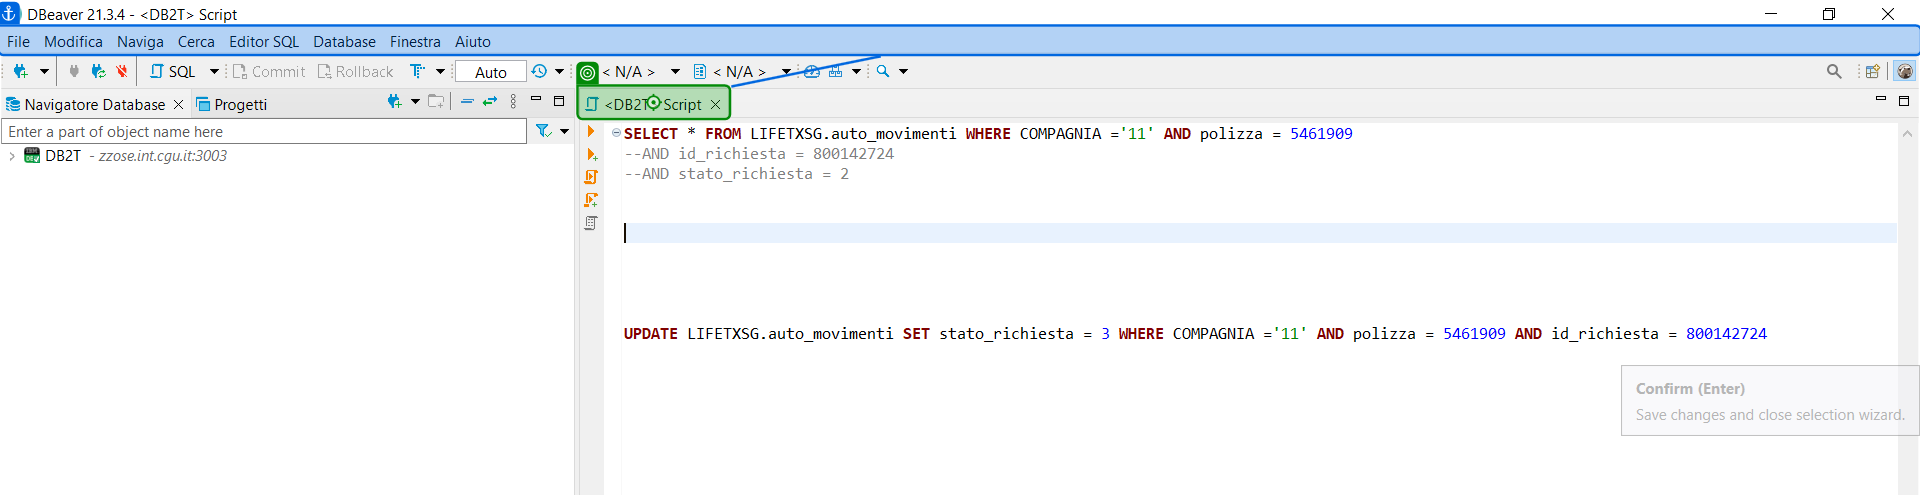 DBeaver 21.3.4 - <DB2T> Script
File Modifica Naviga Cerca Editor SQL Database Finestra Aiuto
SQL Commit Rollback Auto < N/A > < N/A >
Navigatore Database Progetti
<DB2T> Script
Enter a part of object name here
DB2T - zzose.int.cgu.it:3003
SELECT * FROM LIFETXSG.auto_movimenti WHERE COMPAGNIA ='11' AND polizza = 5461909
--AND id_richiesta = 800142724
--AND stato_richiesta = 2
UPDATE LIFETXSG.auto_movimenti SET stato_richiesta = 3 WHERE COMPAGNIA ='11' AND polizza = 5461909 AND id_richiesta = 800142724
Confirm (Enter)
Save changes and close selection wizard.